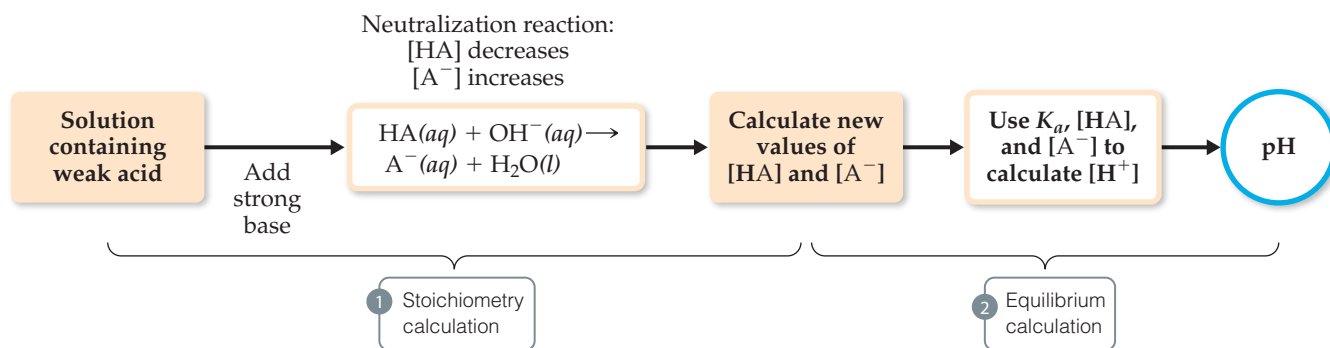 Neutralization reaction:
[HA] decreases
[A⁻] increases
Solution
containing
weak acid
Add
strong
base
HA(aq) + OH⁻(aq) ⟶
A⁻(aq) + H₂O(l)
Calculate new
values of
[HA] and [A⁻]
Use Kₐ, [HA],
and [A⁻] to
calculate [H⁺]
pH
1 Stoichiometry
calculation
2 Equilibrium
calculation